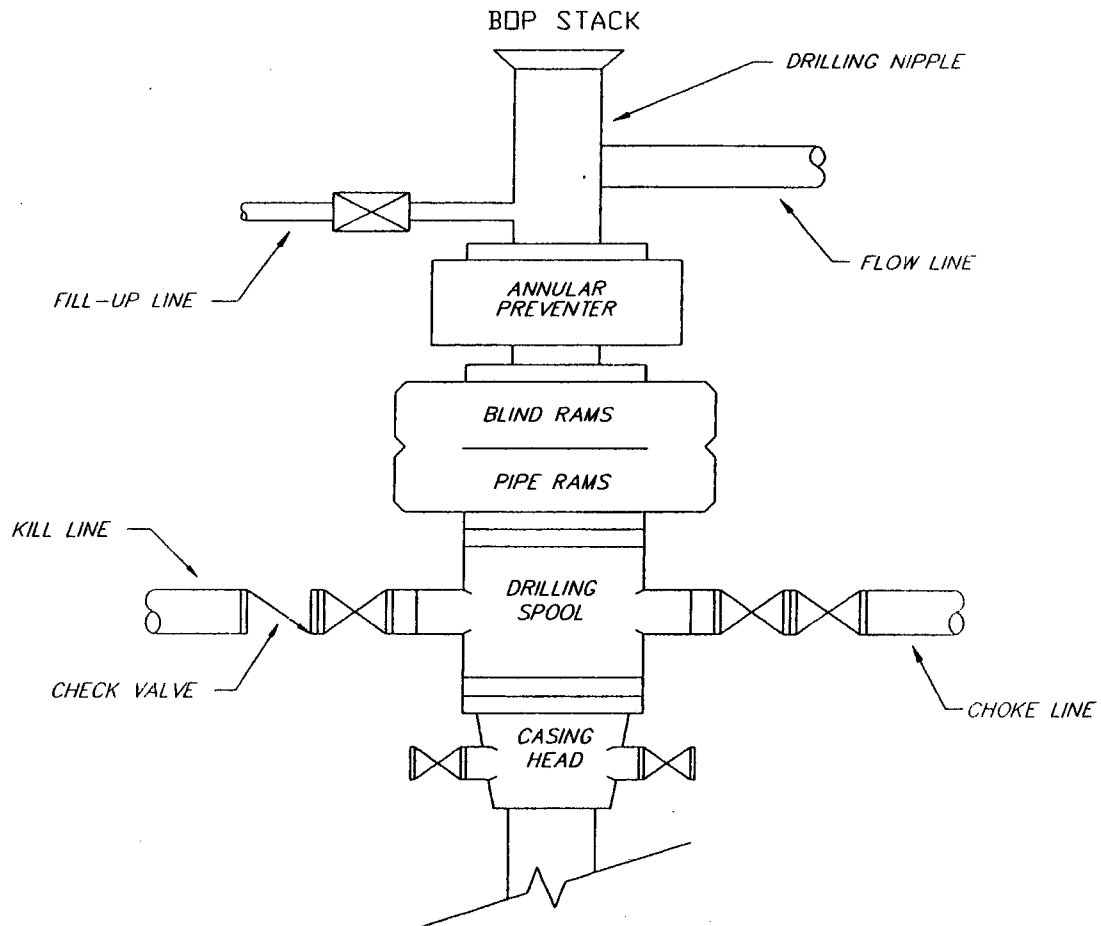 BOP STACK
DRILLING NIPPLE
FLOW LINE
FILL-UP LINE
ANNULAR
PREVENTER
BLIND RAMS
PIPE RAMS
KILL LINE
DRILLING
SPOOL
CHECK VALVE
CHOKE LINE
CASING
HEAD